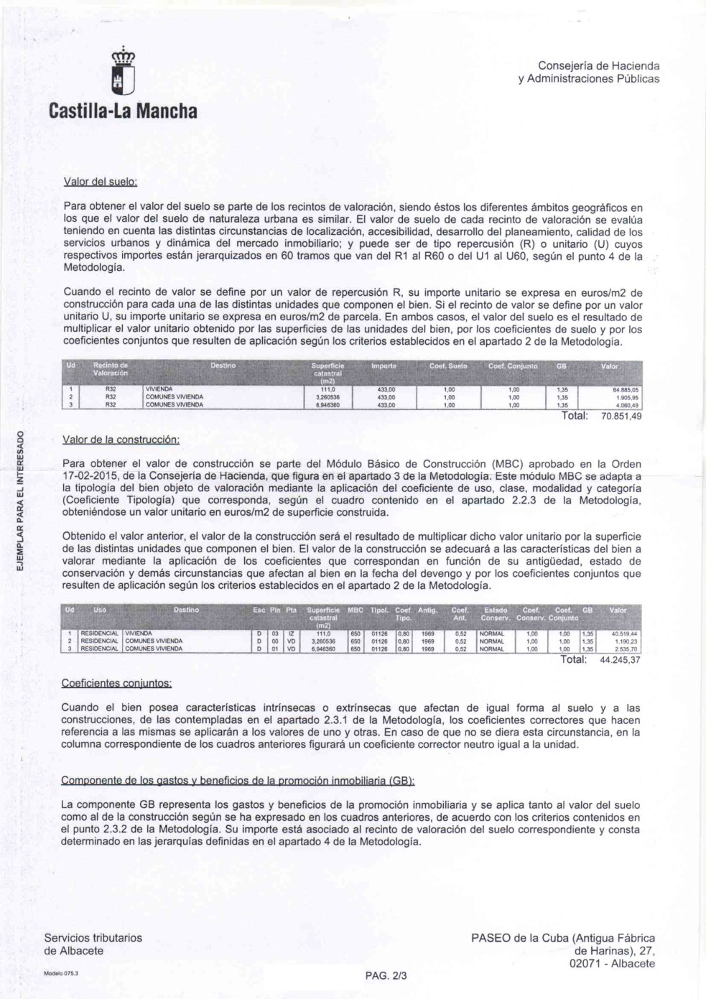 Consejería de Hacienda
y Administraciones Públicas
Castilla-La Mancha
Valor del suelo:
Para obtener el valor del suelo se parte de los recintos de valoración, siendo éstos los diferentes ámbitos geográficos en
los que el valor del suelo de naturaleza urbana es similar. El valor de suelo de cada recinto de valoración se evalúa
teniendo en cuenta las distintas circunstancias de localización, accesibilidad, desarrollo del planeamiento, calidad de los
servicios urbanos y dinámica del mercado inmobiliario; y puede ser de tipo repercusión (R) o unitario (U) cuyos
respectivos importes están jerarquizados en 60 tramos que van del R1 al R60 o del U1 al U60, según el punto 4 de la
Metodología.
Cuando el recinto de valor se define por un valor de repercusión R, su importe unitario se expresa en euros/m2 de
construcción para cada una de las distintas unidades que componen el bien. Si el recinto de valor se define por un valor
unitario U, su importe unitario se expresa en euros/m2 de parcela. En ambos casos, el valor del suelo es el resultado de
multiplicar el valor unitario obtenido por las superficies de las unidades del bien, por los coeficientes de suelo y por los
coeficientes conjuntos que resulten de aplicación según los criterios establecidos en el apartado 2 de la Metodología.
Ud Recinto de Valoración Destino Superficie catastral (m2) Importe Coef. Suelo Coef. Conjunto GB Valor
1 R32 VIVIENDA 111,0 433,00 1,00 1,00 1,35 64.885,05
2 R32 COMUNES VIVIENDA 3,260536 433,00 1,00 1,00 1,35 1.905,95
3 R32 COMUNES VIVIENDA 6,946360 433,00 1,00 1,00 1,35 4.060,49
Total: 70.851,49
Valor de la construcción:
Para obtener el valor de construcción se parte del Módulo Básico de Construcción (MBC) aprobado en la Orden
17-02-2015, de la Consejería de Hacienda, que figura en el apartado 3 de la Metodología. Este módulo MBC se adapta a
la tipología del bien objeto de valoración mediante la aplicación del coeficiente de uso, clase, modalidad y categoría
(Coeficiente Tipología) que corresponda, según el cuadro contenido en el apartado 2.2.3 de la Metodología,
obteniéndose un valor unitario en euros/m2 de superficie construida.
Obtenido el valor anterior, el valor de la construcción será el resultado de multiplicar dicho valor unitario por la superficie
de las distintas unidades que componen el bien. El valor de la construcción se adecuará a las características del bien a
valorar mediante la aplicación de los coeficientes que correspondan en función de su antigüedad, estado de
conservación y demás circunstancias que afectan al bien en la fecha del devengo y por los coeficientes conjuntos que
resulten de aplicación según los criterios establecidos en el apartado 2 de la Metodología.
Ud Uso Destino Esc Pln Pta Superficie catastral (m2) MBC Tipol. Coef. Tipo. Antig. Coef. Ant. Estado Conserv. Coef. Conserv. Coef. Conjunto GB Valor
1 RESIDENCIAL VIVIENDA D 03 IZ 111,0 650 01126 0,80 1969 0,52 NORMAL 1,00 1,00 1,35 40.519,44
2 RESIDENCIAL COMUNES VIVIENDA D 00 VD 3,260536 650 01126 0,80 1969 0,52 NORMAL 1,00 1,00 1,35 1.190,23
3 RESIDENCIAL COMUNES VIVIENDA D 01 VD 6,946360 650 01126 0,80 1969 0,52 NORMAL 1,00 1,00 1,35 2.535,70
Total: 44.245,37
Coeficientes conjuntos:
Cuando el bien posea características intrínsecas o extrínsecas que afectan de igual forma al suelo y a las
construcciones, de las contempladas en el apartado 2.3.1 de la Metodología, los coeficientes correctores que hacen
referencia a las mismas se aplicarán a los valores de uno y otras. En caso de que no se diera esta circunstancia, en la
columna correspondiente de los cuadros anteriores figurará un coeficiente corrector neutro igual a la unidad.
Componente de los gastos y beneficios de la promoción inmobiliaria (GB):
La componente GB representa los gastos y beneficios de la promoción inmobiliaria y se aplica tanto al valor del suelo
como al de la construcción según se ha expresado en los cuadros anteriores, de acuerdo con los criterios contenidos en
el punto 2.3.2 de la Metodología. Su importe está asociado al recinto de valoración del suelo correspondiente y consta
determinado en las jerarquías definidas en el apartado 4 de la Metodología.
EJEMPLAR PARA EL INTERESADO
Servicios tributarios
de Albacete
PASEO de la Cuba (Antigua Fábrica
de Harinas), 27,
02071 - Albacete
Modelo 075.3
PAG. 2/3